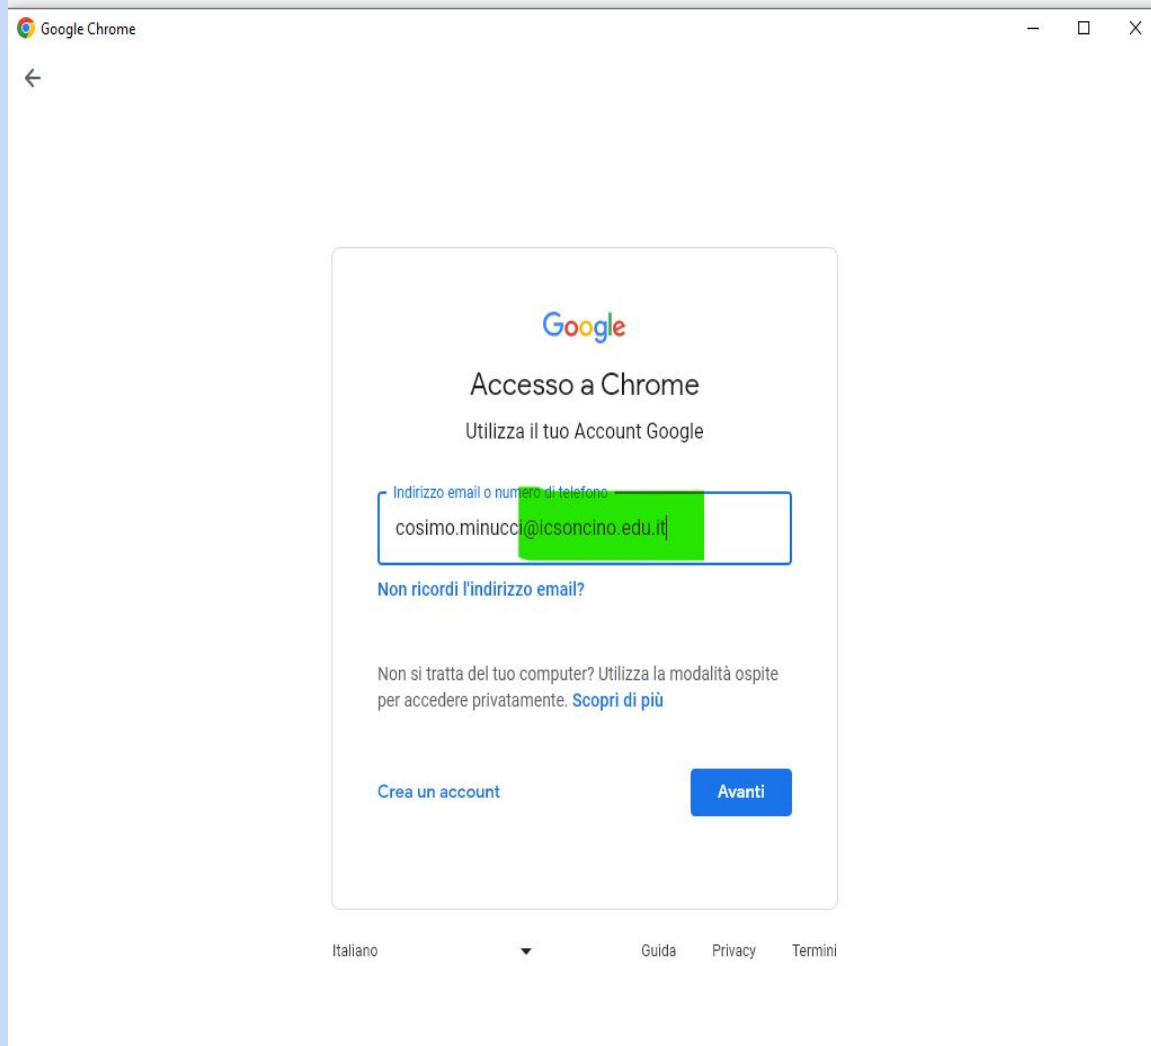 Google Chrome
Google
Accesso a Chrome
Utilizza il tuo Account Google
Indirizzo email o numero di telefono
cosimo.minucci@icsoncino.edu.it
Non ricordi l'indirizzo email?
Non si tratta del tuo computer? Utilizza la modalità ospite
per accedere privatamente. Scopri di più
Crea un account Avanti
Italiano Guida Privacy Termini